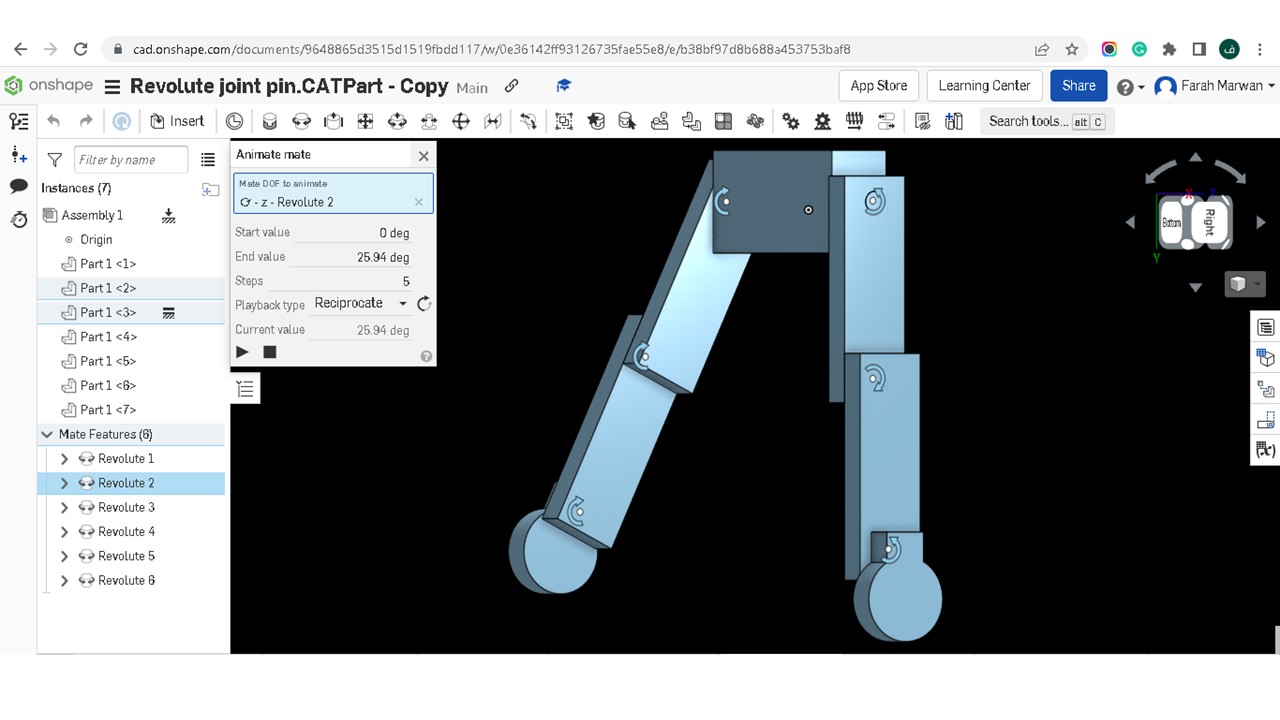 cad.onshape.com/documents/9648865d3515d1519fbdd117/w/0e36142ff93126735fae55e8/e/b38bf97d8b688a453753baf8
ف
onshape Revolute joint pin.CATPart - Copy Main
App Store
Learning Center
Share
Farah Marwan
Insert
Search tools... alt C
Filter by name
Instances (7)
Assembly 1
Origin
Part 1 <1>
Part 1 <2>
Part 1 <3>
Part 1 <4>
Part 1 <5>
Part 1 <6>
Part 1 <7>
Mate Features (6)
Revolute 1
Revolute 2
Revolute 3
Revolute 4
Revolute 5
Revolute 6
Animate mate
Mate DOF to animate
- z - Revolute 2
Start value 0 deg
End value 25.94 deg
Steps 5
Playback type Reciprocate
Current value 25.94 deg
X
Z
Bottom
Right
Y
(x)